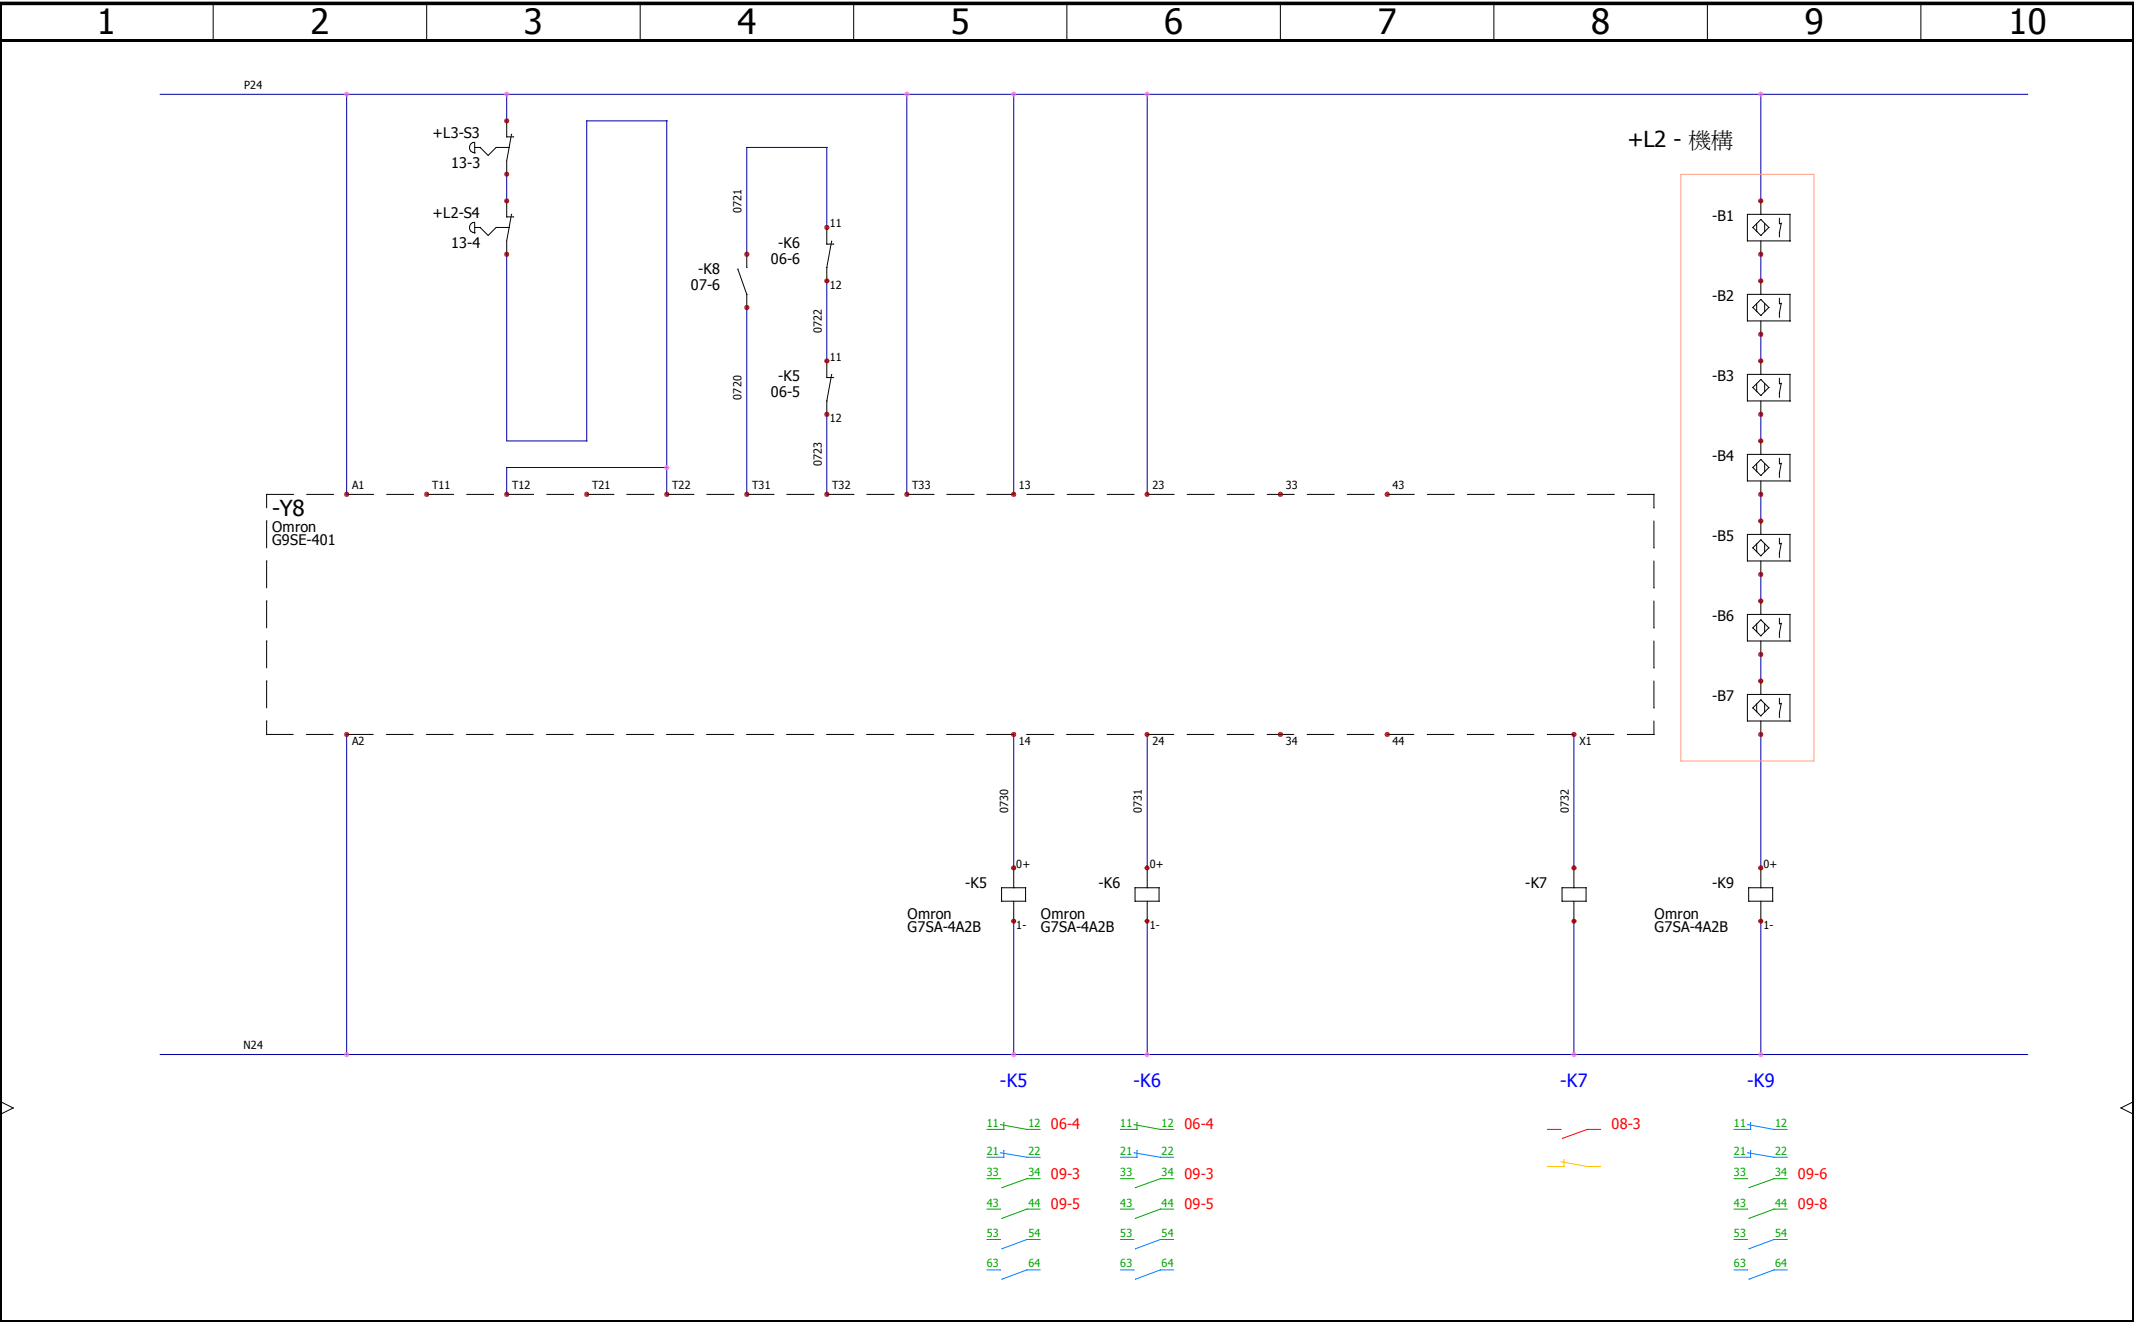 1 2 3 4 5 6 7 8 9 10
P24
+L3-S3
13-3
+L2-S4
13-4
0721
-K8
07-6
0720
11
-K6
06-6
12
0722
11
-K5
06-5
12
0723
+L2 - 機構
-B1
-B2
-B3
-B4
-B5
-B6
-B7
A1 T11 T12 T21 T22 T31 T32 T33 13 23 33 43
-Y8
Omron
G9SE-401
A2 14 24 34 44 X1
0730 0731 0732
0+ 0+ 0+
-K5 -K6 -K7 -K9
Omron
G7SA-4A2B
1-
Omron
G7SA-4A2B
1-
Omron
G7SA-4A2B
1-
N24
-K5 -K6 -K7 -K9
11 12 06-4
21 22
33 34 09-3
43 44 09-5
53 54
63 64
11 12 06-4
21 22
33 34 09-3
43 44 09-5
53 54
63 64
08-3
11 12
21 22
33 34 09-6
43 44 09-8
53 54
63 64